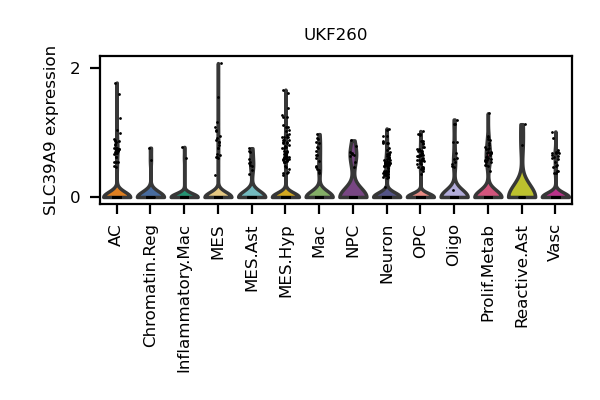 UKF260
SLC39A9 expression
2
0
AC
Chromatin.Reg
Inflammatory.Mac
MES
MES.Ast
MES.Hyp
Mac
NPC
Neuron
OPC
Oligo
Prolif.Metab
Reactive.Ast
Vasc